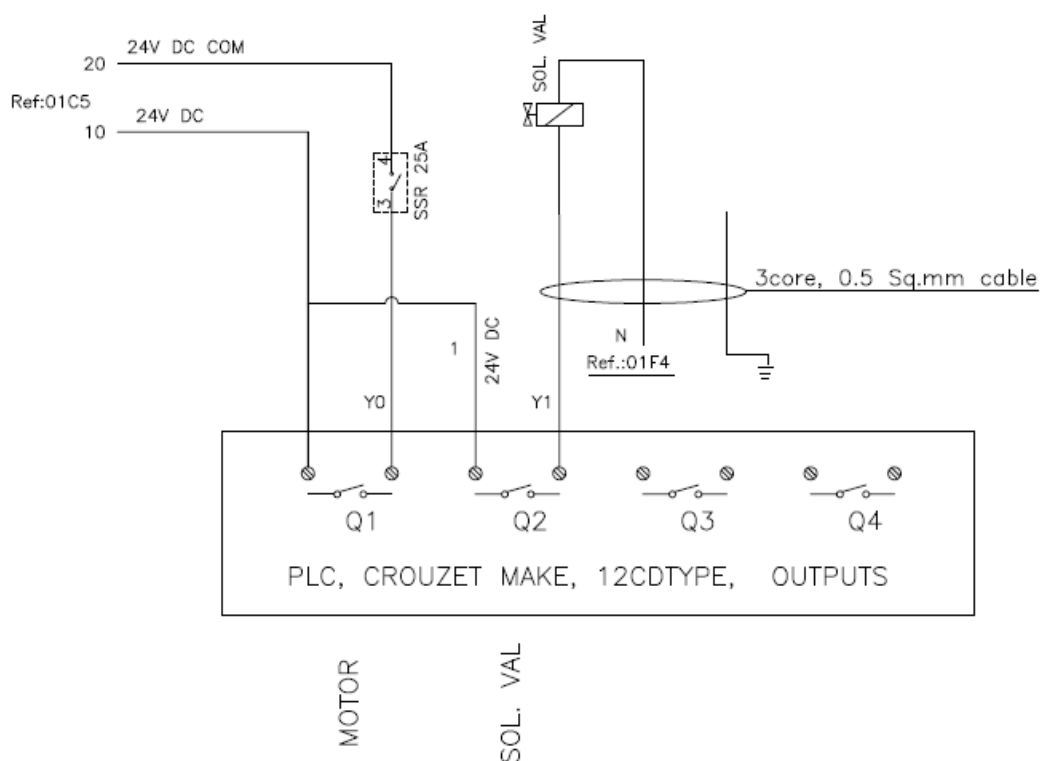 24V DC COM
20
Ref:01C5
24V DC
10
4
3
SSR 25A
SOL. VAL
3core, 0.5 Sq.mm cable
N
Ref.:01F4
1
24V DC
Y0
Y1
Q1
Q2
Q3
Q4
PLC, CROUZET MAKE, 12CDTYPE, OUTPUTS
MOTOR
SOL. VAL